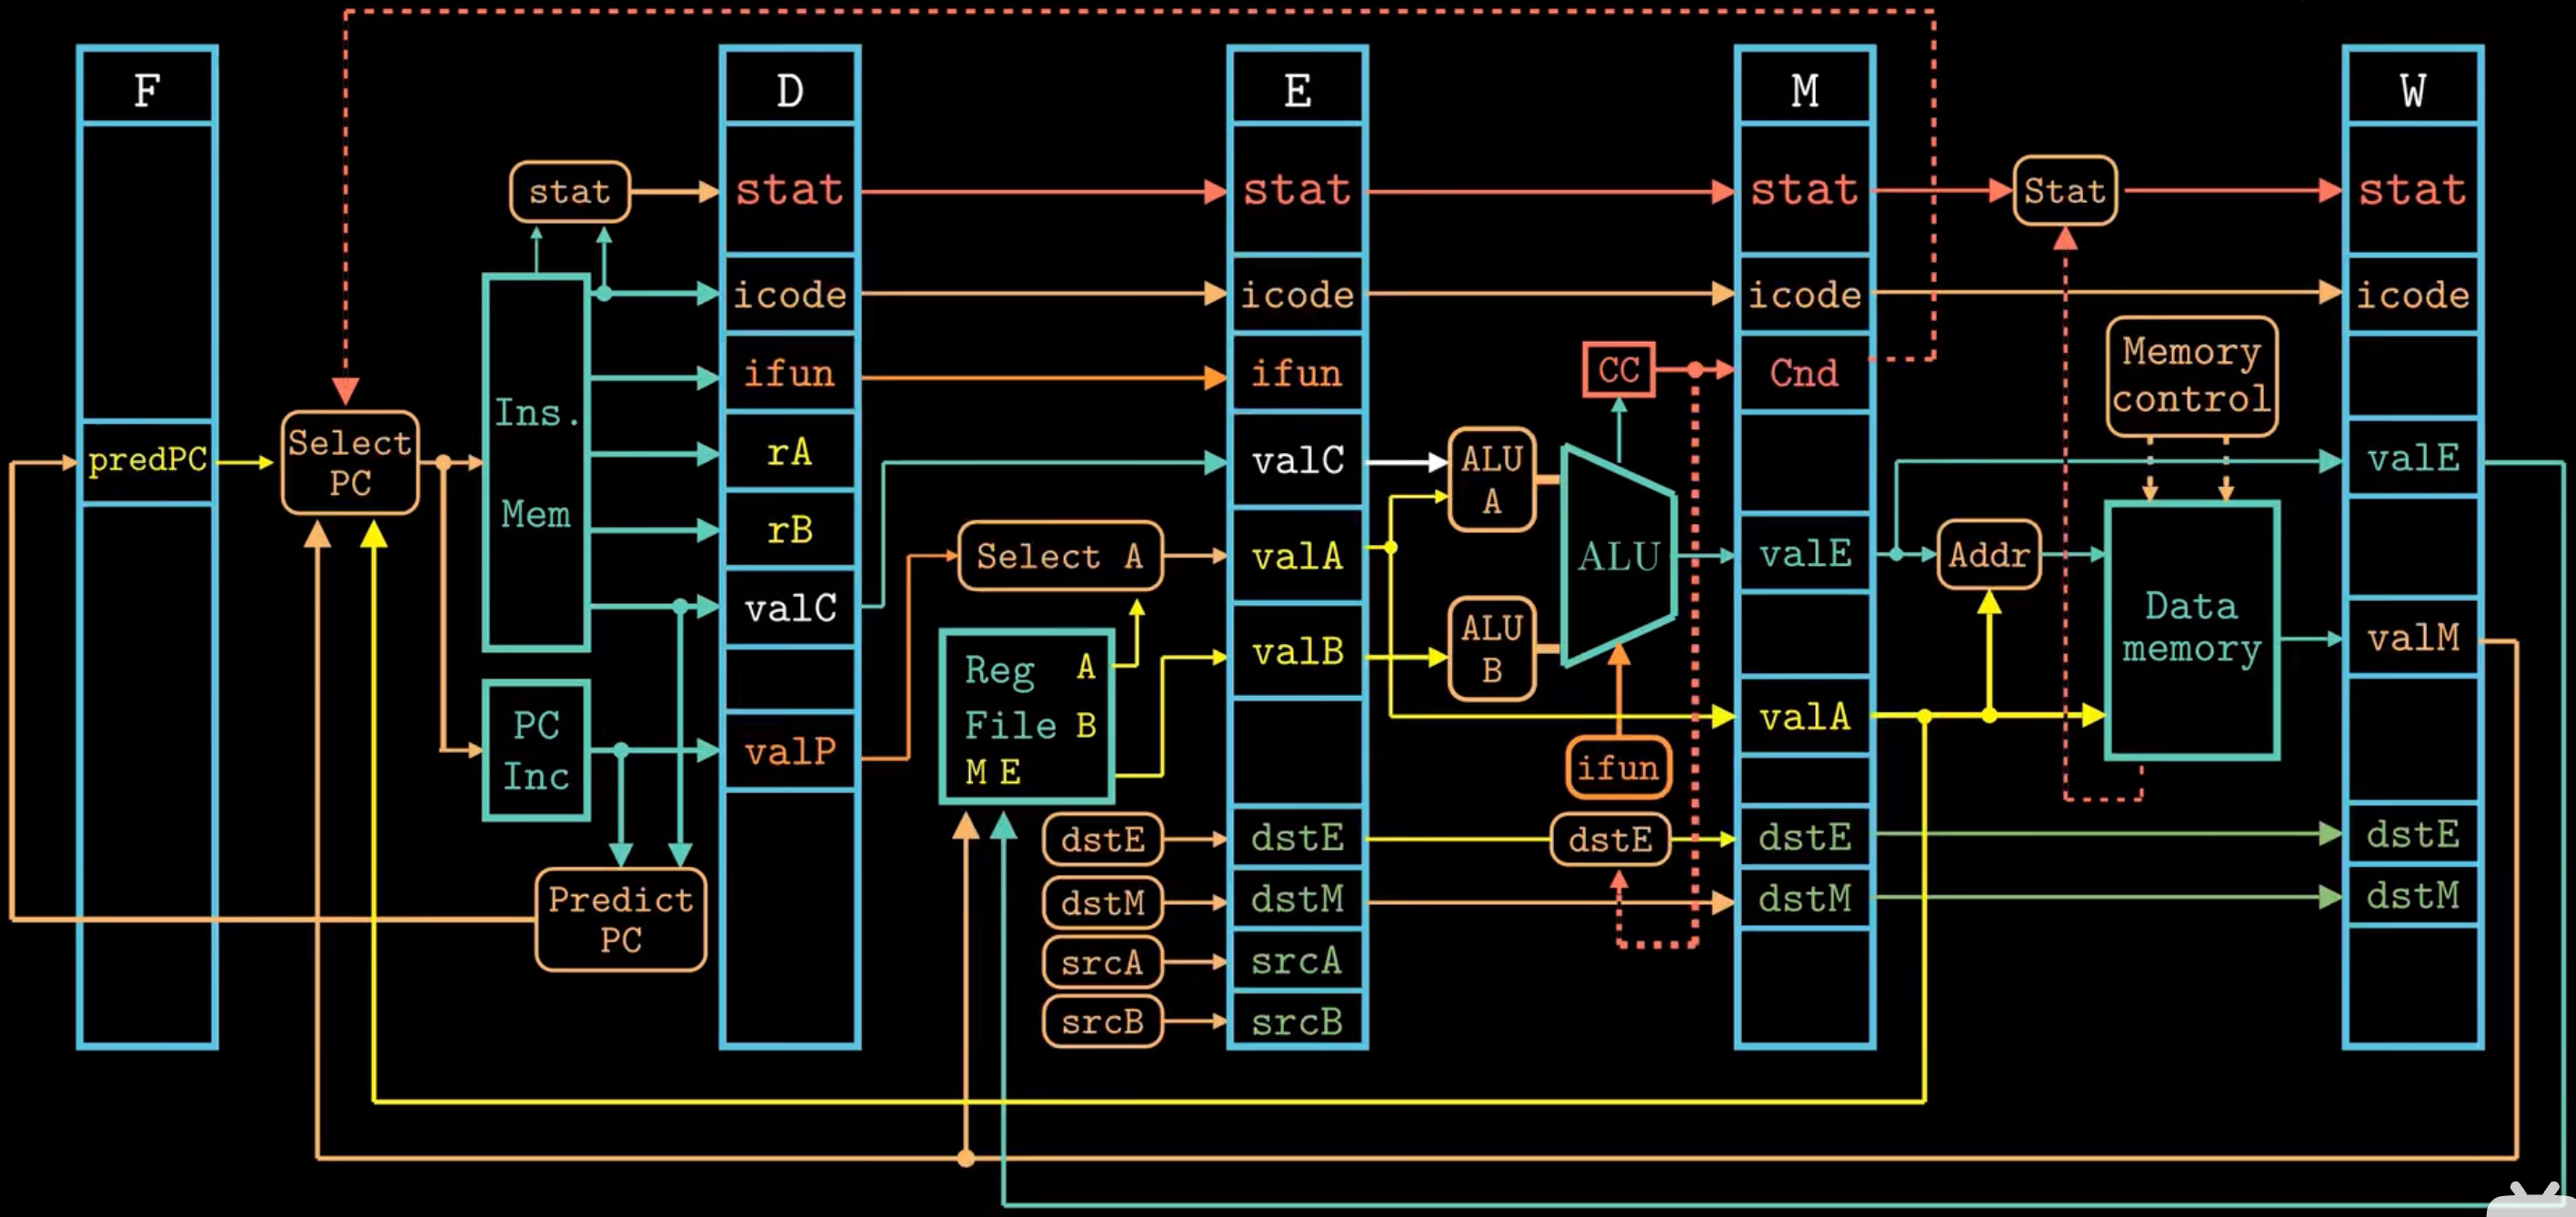 F
predPC
Select
PC
stat
Ins.
Mem
PC
Inc
Predict
PC
D
stat
icode
ifun
rA
rB
valC
valP
Select A
Reg A
File B
M E
dstE
dstM
srcA
srcB
E
stat
icode
ifun
valC
valA
valB
dstE
dstM
srcA
srcB
ALU
A
ALU
B
CC
ALU
ifun
dstE
M
stat
icode
Cnd
valE
valA
dstE
dstM
Stat
Addr
Memory
control
Data
memory
W
stat
icode
valE
valM
dstE
dstM